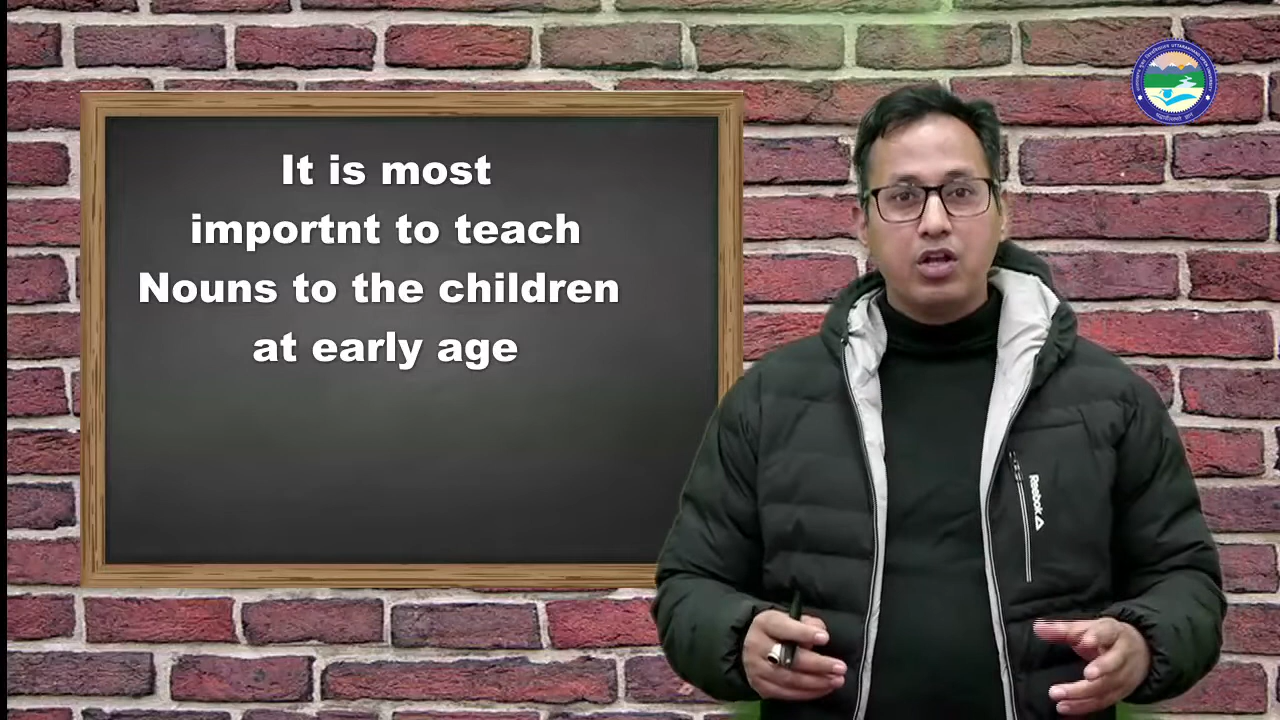 It is most
importnt to teach
Nouns to the children
at early age
Reebok